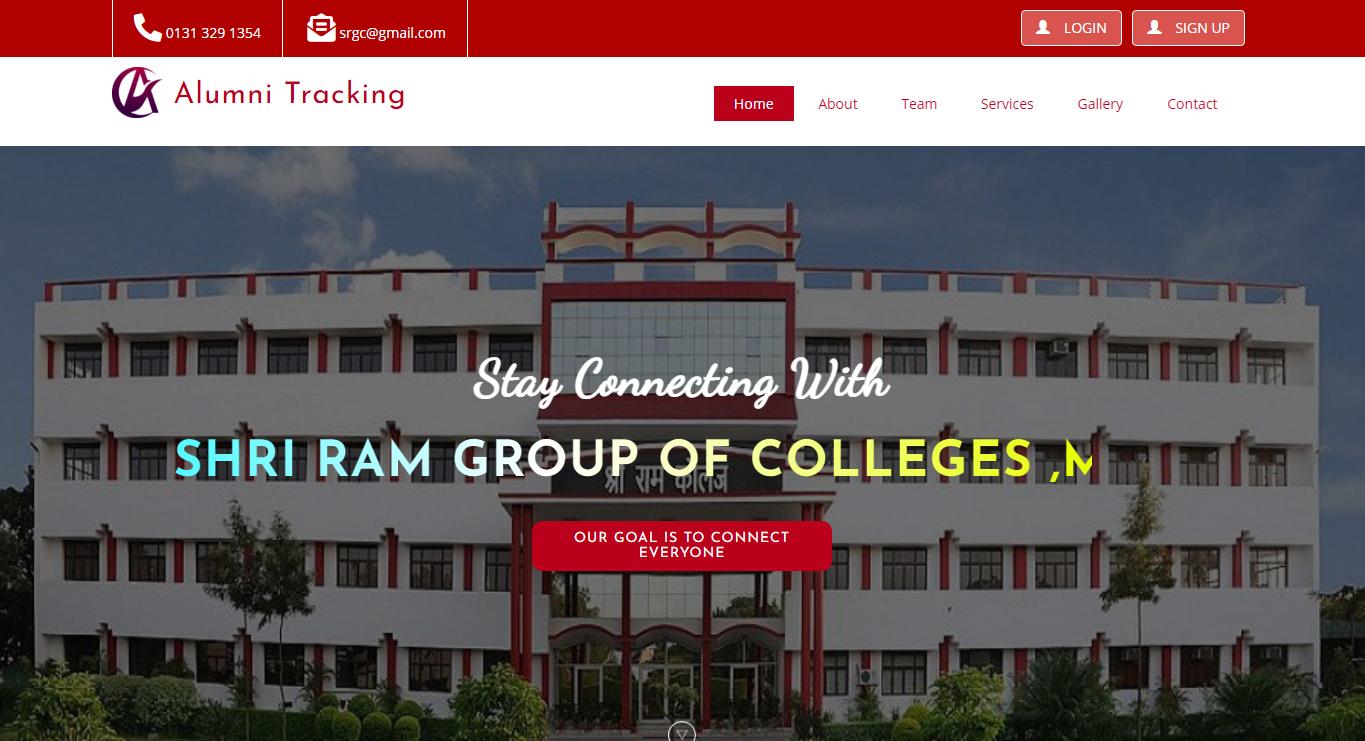 0131 329 1354
srgc@gmail.com
LOGIN
SIGN UP
Alumni Tracking
Home
About
Team
Services
Gallery
Contact
Stay Connecting With
SHRI RAM GROUP OF COLLEGES ,M
श्री राम कॉलेज
OUR GOAL IS TO CONNECT
EVERYONE